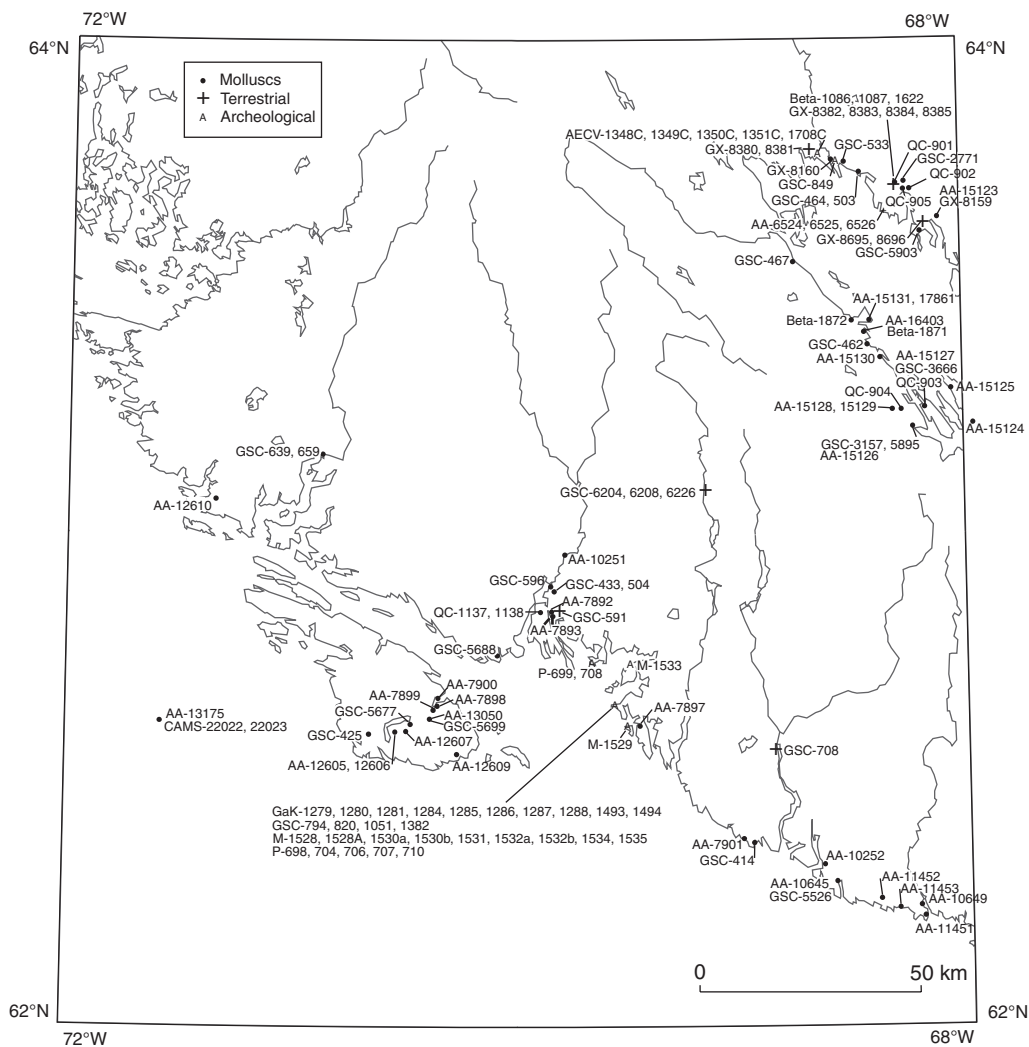 72°W
68°W
64°N
64°N
Molluscs
Terrestrial
A Archeological
Beta-1086, 1087, 1622
GX-8382, 8383, 8384, 8385
AECV-1348C, 1349C, 1350C, 1351C, 1708C
GX-8380, 8381
GSC-533
QC-901
GSC-2771
QC-902
GX-8160
GSC-849
GSC-464, 503
AA-15123
GX-8159
QC-905
AA-6524, 6525, 6526
GX-8695, 8696
GSC-5903
GSC-467
AA-15131, 17861
Beta-1872
AA-16403
Beta-1871
GSC-462
AA-15130
AA-15127
GSC-3666
QC-903
AA-15125
QC-904
AA-15128, 15129
AA-15124
GSC-3157, 5895
AA-15126
GSC-639, 659
AA-12610
GSC-6204, 6208, 6226
AA-10251
GSC-596
GSC-433, 504
AA-7892
QC-1137, 1138
GSC-591
AA-7893
GSC-5688
P-699, 708
A
A M-1533
AA-7900
AA-7899
AA-7898
GSC-5677
AA-13050
GSC-5699
AA-13175
CAMS-22022, 22023
GSC-425
AA-12607
AA-12605, 12606
AA-12609
A
AA-7897
A
M-1529
GSC-708
GaK-1279, 1280, 1281, 1284, 1285, 1286, 1287, 1288, 1493, 1494
GSC-794, 820, 1051, 1382
M-1528, 1528A, 1530a, 1530b, 1531, 1532a, 1532b, 1534, 1535
P-698, 704, 706, 707, 710
AA-7901
GSC-414
AA-10252
AA-10645
GSC-5526
AA-11452
AA-11453
AA-10649
AA-11451
0 50 km
62°N
62°N
72°W
68°W